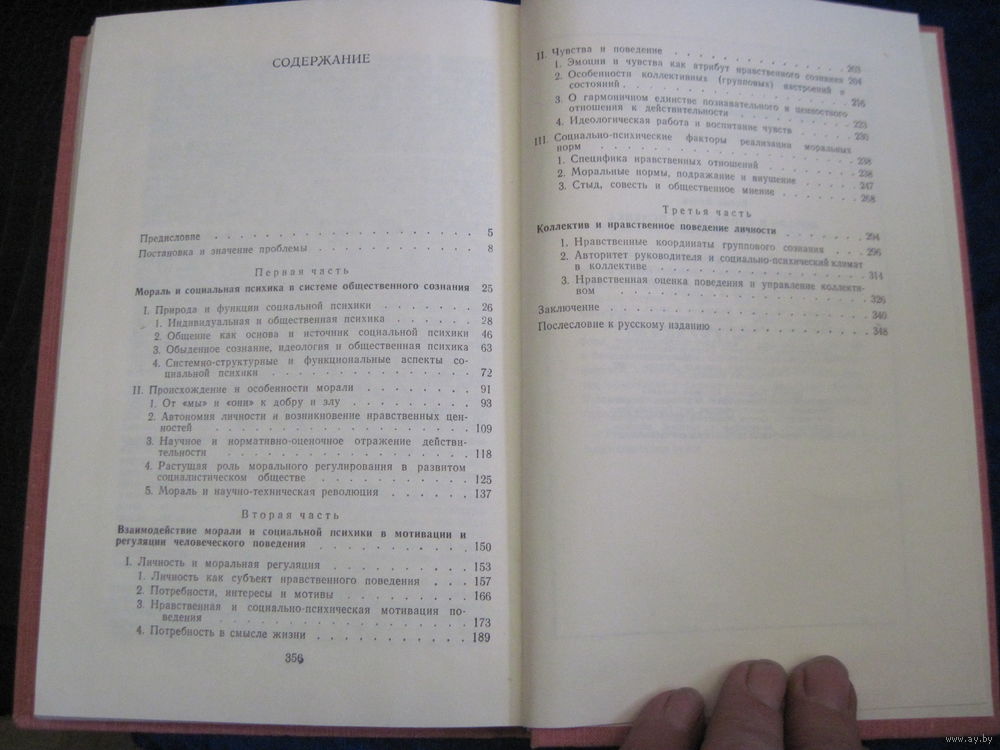 СОДЕРЖАНИЕ
Предисловие 5
Постановка и значение проблемы 8
Первая часть
Мораль и социальная психика в системе общественного сознания 25
I. Природа и функции социальной психики 26
1. Индивидуальная и общественная психика 28
2. Общение как основа и источник социальной психики 46
3. Обыденное сознание, идеология и общественная психика 63
4. Системно-структурные и функциональные аспекты со-
циальной психики 72
II. Происхождение и особенности морали 91
1. От «мы» и «они» к добру и злу 93
2. Автономия личности и возникновение нравственных цен-
ностей 109
3. Научное и нормативно-оценочное отражение действи-
тельности 118
4. Растущая роль морального регулирования в развитом
социалистическом обществе 125
5. Мораль и научно-техническая революция 137
Вторая часть
Взаимодействие морали и социальной психики в мотивации и
регуляции человеческого поведения 150
I. Личность и моральная регуляция 153
1. Личность как субъект нравственного поведения 157
2. Потребности, интересы и мотивы 166
3. Нравственная и социально-психическая мотивация по-
ведения 173
4. Потребность в смысле жизни 189
356
II. Чувства и поведение 203
1. Эмоции и чувства как атрибут нравственного сознания 204
2. Особенности коллективных (групповых) настроений и
состояний 216
3. О гармоничном единстве познавательного и ценностного
отношения к действительности 223
4. Идеологическая работа и воспитание чувств 230
III. Социально-психические факторы реализации моральных
норм 238
1. Специфика нравственных отношений 238
2. Моральные нормы, подражание и внушение 247
3. Стыд, совесть и общественное мнение 268
Третья часть
Коллектив и нравственное поведение личности 294
1. Нравственные координаты группового сознания 296
2. Авторитет руководителя и социально-психический климат
в коллективе 314
3. Нравственная оценка поведения и управление коллекти-
вом 326
Заключение 340
Послесловие к русскому изданию 348
www.ay.by